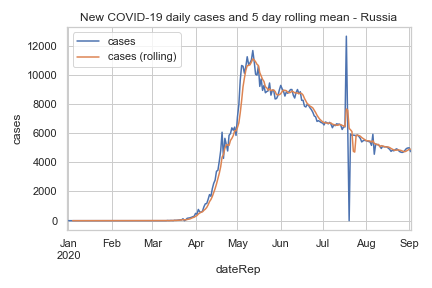 New COVID-19 daily cases and 5 day rolling mean - Russia
cases
cases (rolling)
12000
10000
8000
6000
4000
2000
0
cases
Jan Feb Mar Apr May Jun Jul Aug Sep
2020
dateRep